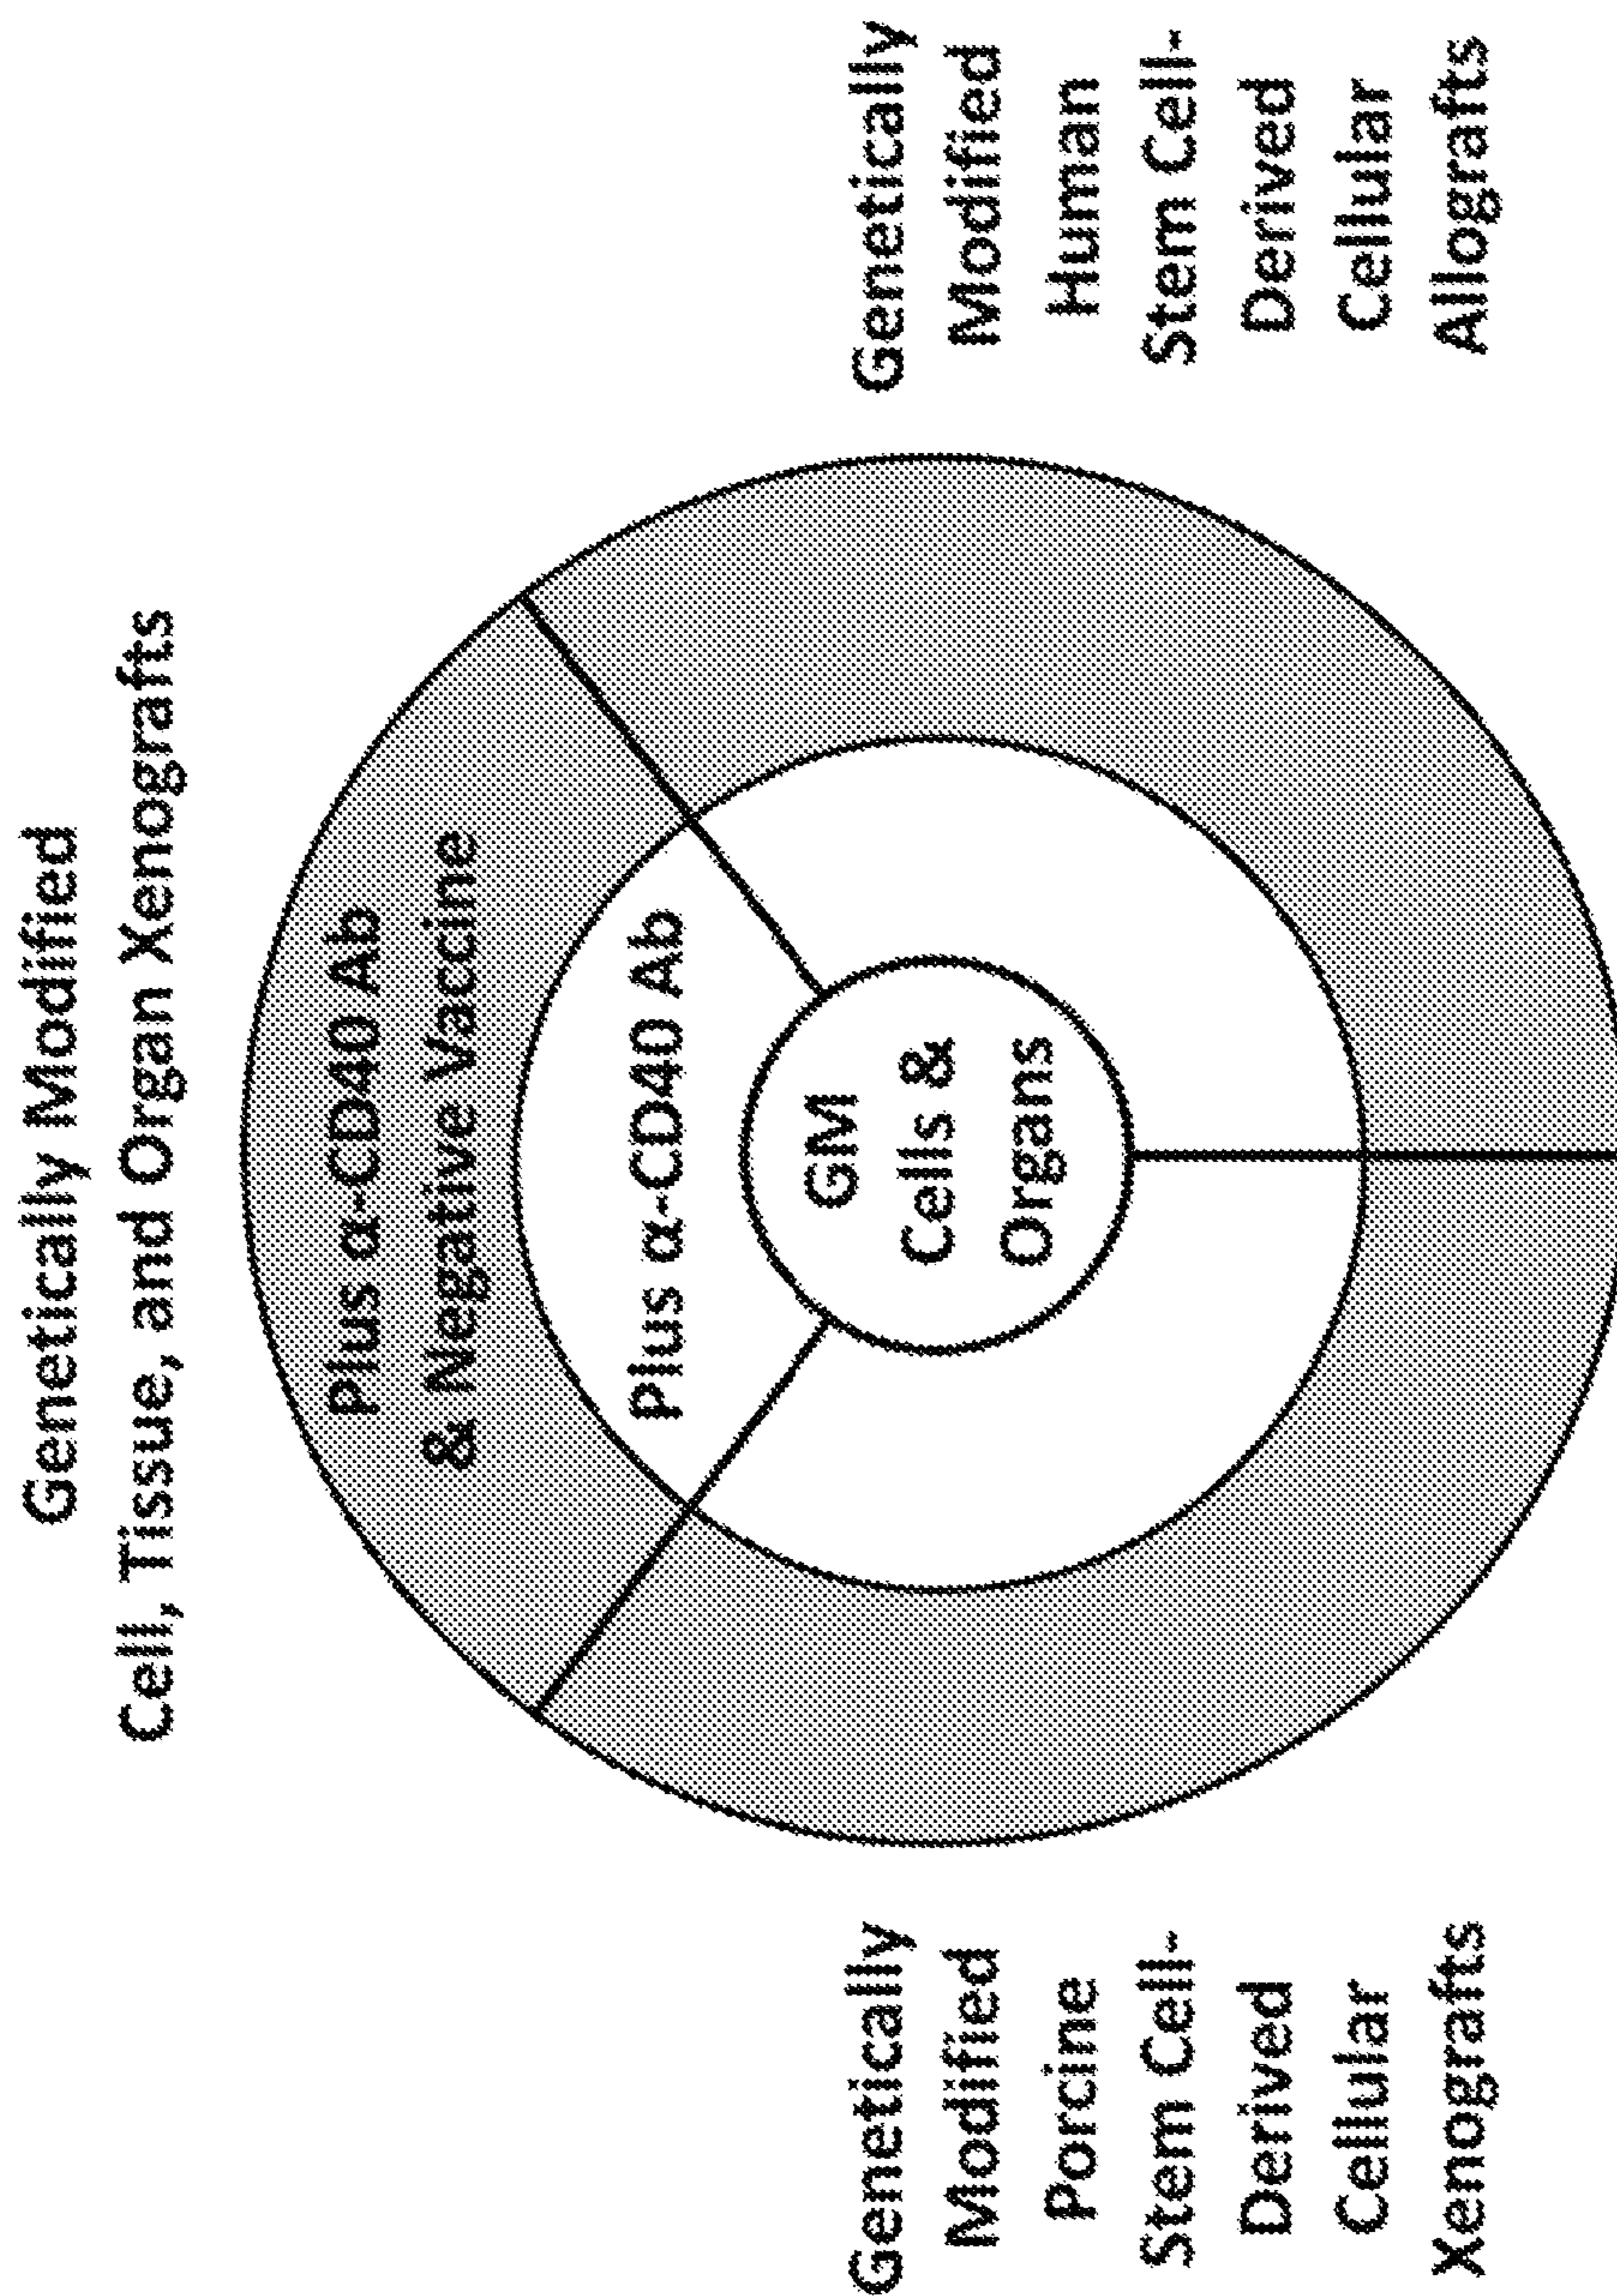 Genetically Modified
Cell, Tissue, and Organ Xenografts
Plus α-CD40 Ab
& Negative Vaccine
Plus α-CD40 Ab
GM
Cells &
Organs
Genetically
Modified
Porcine
Stem Cell-
Derived
Cellular
Xenografts
Genetically
Modified
Human
Stem Cell-
Derived
Cellular
Allografts